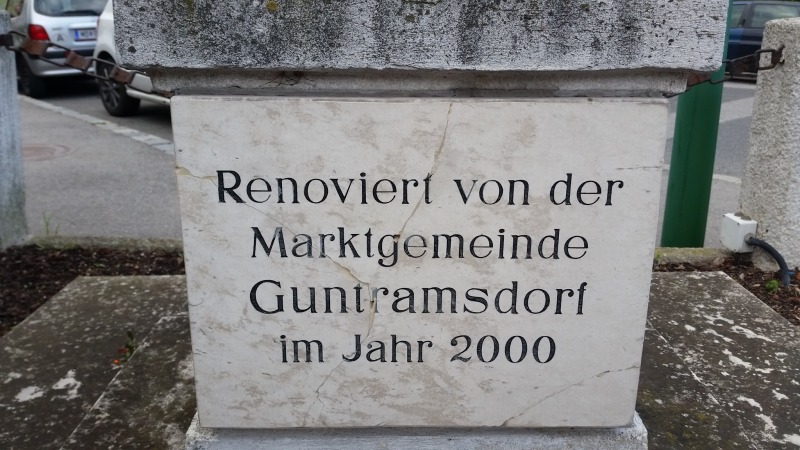 Renoviert von der
Marktgemeinde
Guntramsdorf
im Jahr 2000